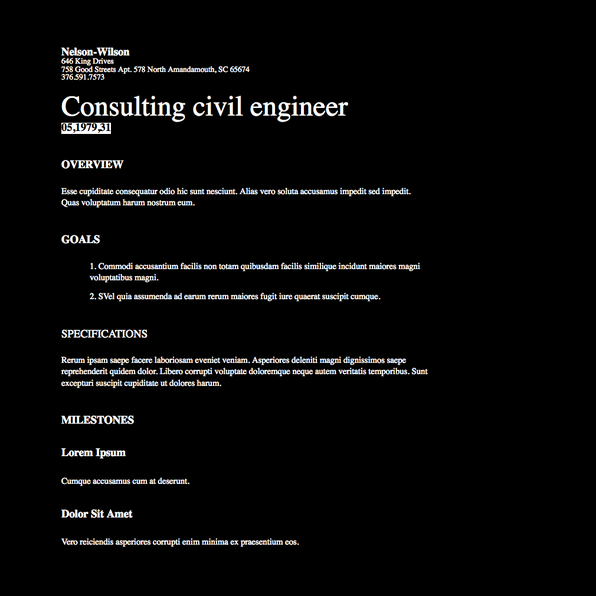 Nelson-Wilson
646 King Drives
758 Good Streets Apt. 578 North Amandamouth, SC 65674
376.591.7573
Consulting civil engineer
05,1979,31
OVERVIEW
Esse cupiditate consequatur odio hic sunt nesciunt. Alias vero soluta accusamus impedit sed impedit.
Quas voluptatum harum nostrum eum.
GOALS
1. Commodi accusantium facilis non totam quibusdam facilis similique incidunt maiores magni
voluptatibus magni.
2. SVel quia assumenda ad earum rerum maiores fugit iure quaerat suscipit cumque.
SPECIFICATIONS
Rerum ipsam saepe facere laboriosam eveniet veniam. Asperiores deleniti magni dignissimos saepe
reprehenderit quidem dolor. Libero corrupti voluptate doloremque neque autem veritatis temporibus. Sunt
excepturi suscipit cupiditate ut dolores harum.
MILESTONES
Lorem Ipsum
Cumque accusamus cum at deserunt.
Dolor Sit Amet
Vero reiciendis asperiores corrupti enim minima ex praesentium eos.